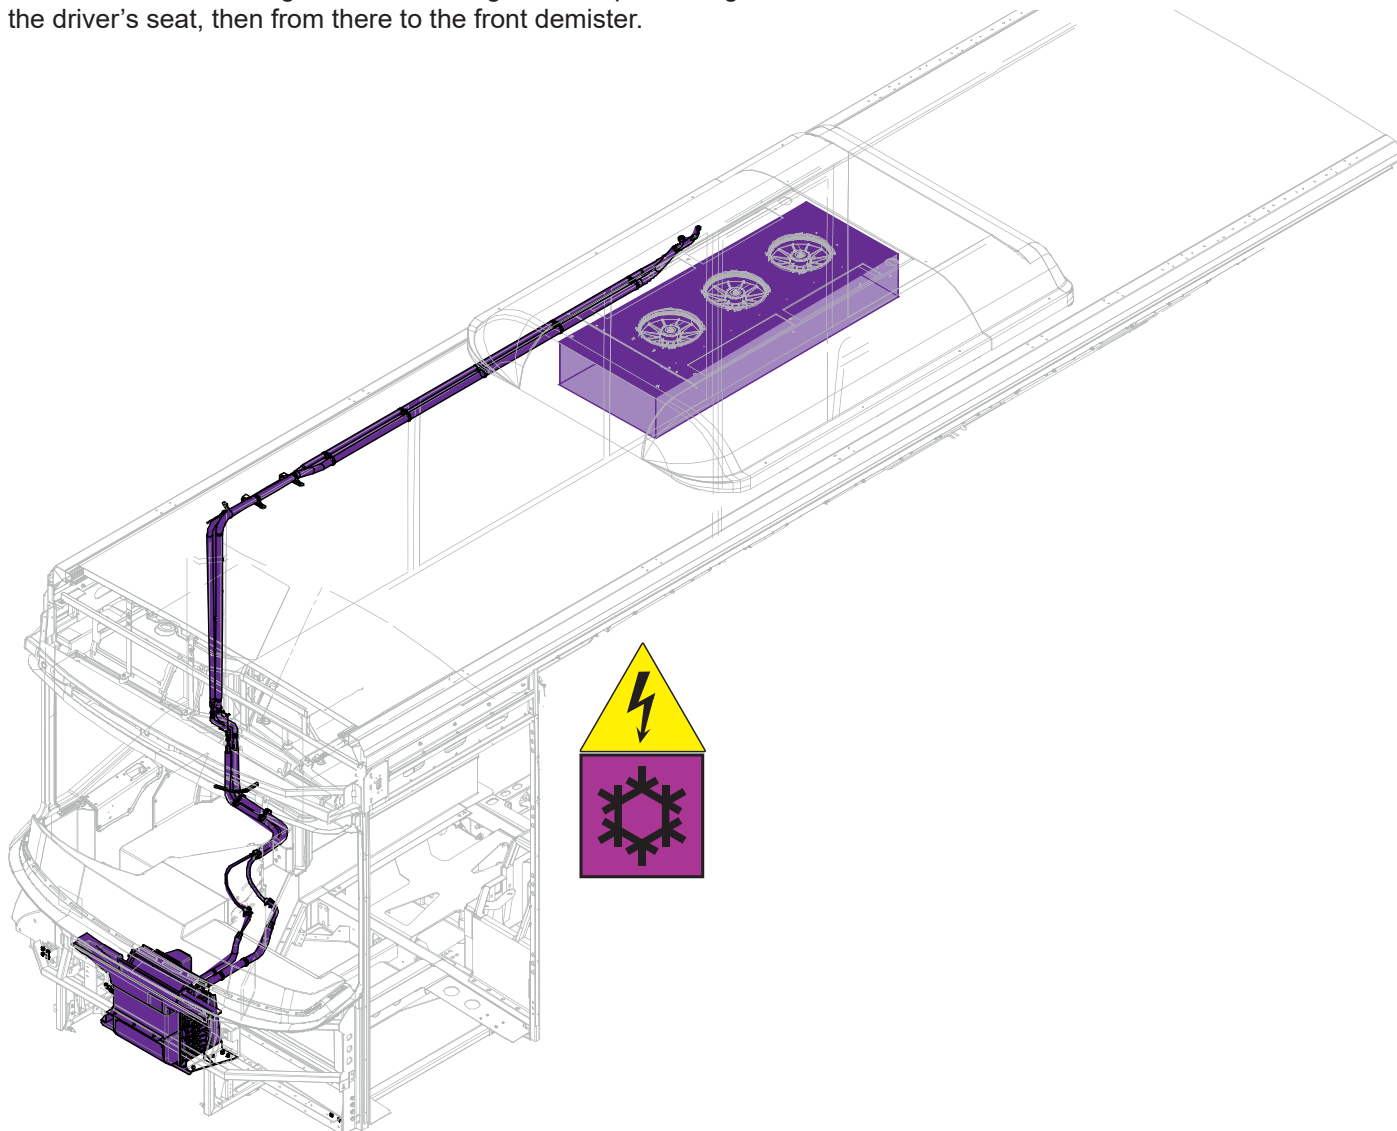 the driver’s seat, then from there to the front demister.